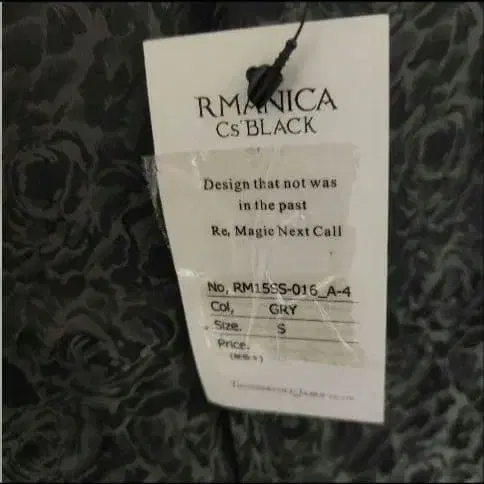 RMANICA
Cs'BLACK
Design that not was
in the past
Re, Magic Next Call
No, RM15SS-016_A-4
Col, GRY
Size. S
Price.